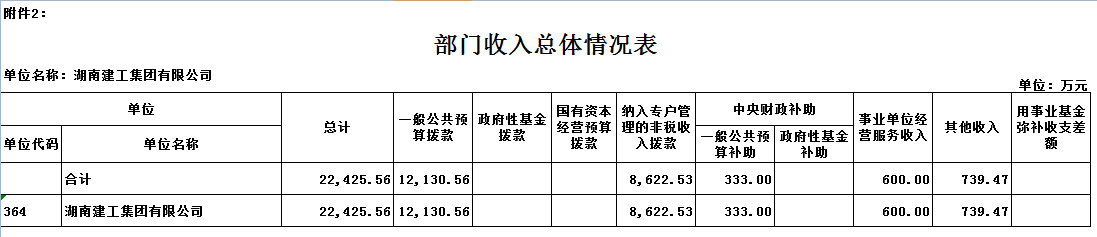 附件2：
部门收入总体情况表
单位名称：湖南建工集团有限公司
单位：万元
单位 总计 一般公共预算拨款 政府性基金拨款 国有资本经营预算拨款 纳入专户管理的非税收入拨款 中央财政补助 事业单位经营服务收入 其他收入 用事业基金弥补收支差额
单位代码 单位名称 一般公共预算补助 政府性基金补助
合计 22,425.56 12,130.56 8,622.53 333.00 600.00 739.47
364 湖南建工集团有限公司 22,425.56 12,130.56 8,622.53 333.00 600.00 739.47